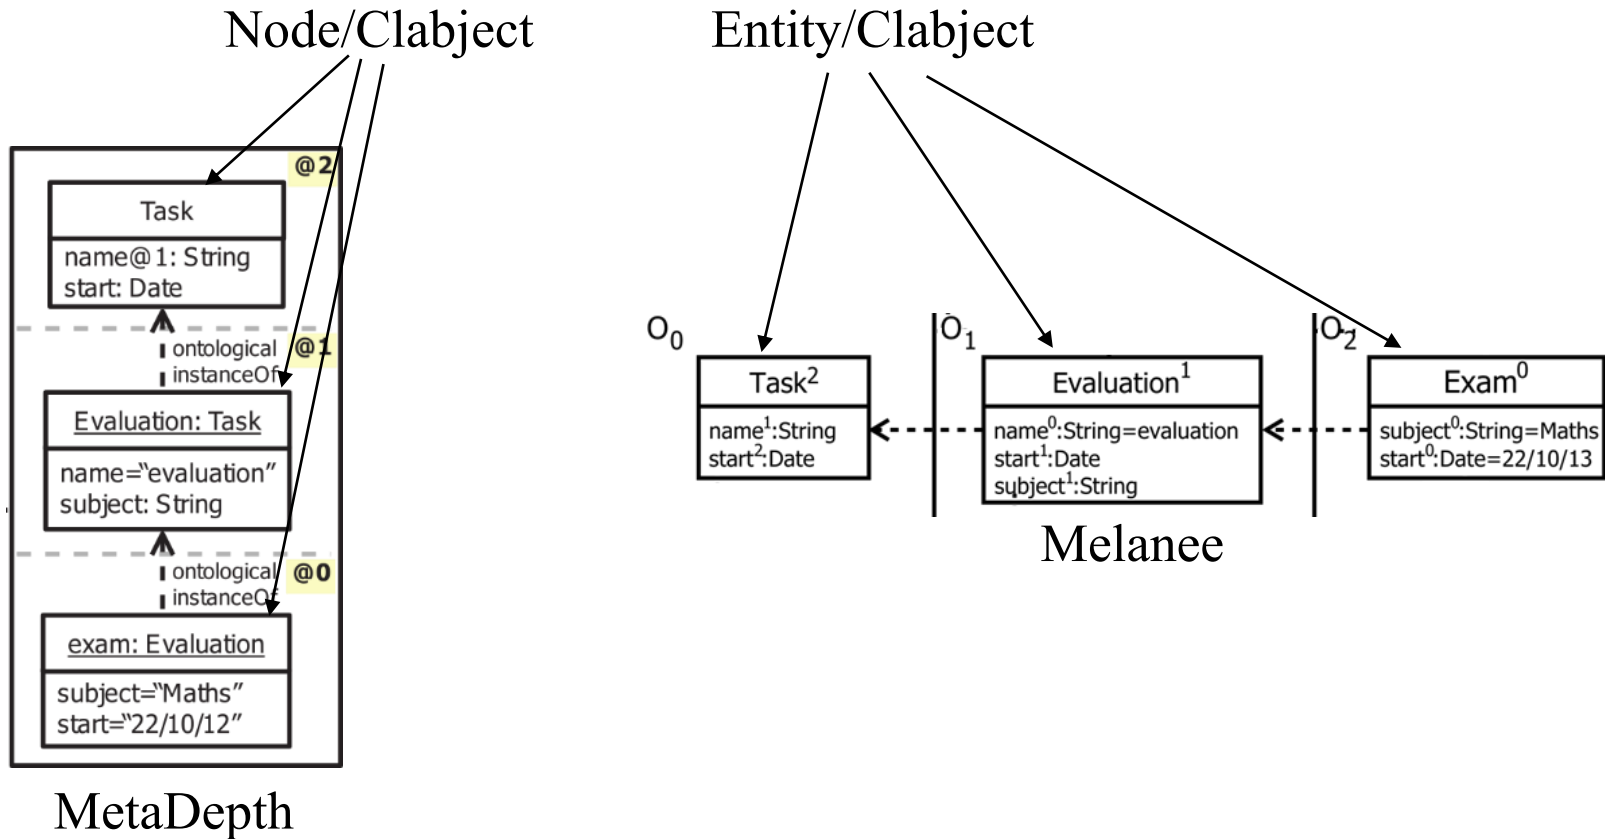 Node/Clabject
Entity/Clabject
@2
Task
name@1: String
start: Date
ontological
instanceOf
@1
Evaluation: Task
name=“evaluation”
subject: String
ontological
instanceOf
@0
exam: Evaluation
subject=“Maths”
start=“22/10/12”
MetaDepth
O0
Task²
name¹:String
start²:Date
O1
Evaluation¹
name⁰:String=evaluation
start¹:Date
subject¹:String
O2
Exam⁰
subject⁰:String=Maths
start⁰:Date=22/10/13
Melanee